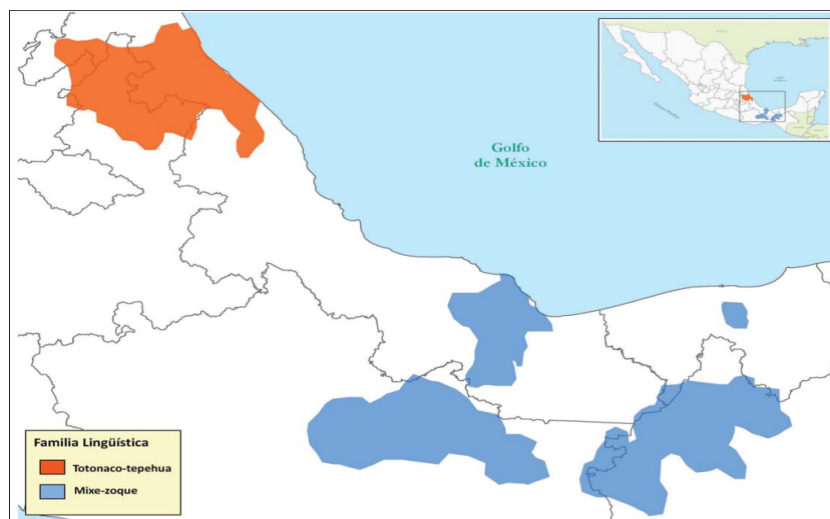 Golfo
de México
Familia Lingüística
Totonaco-tepehua
Mixe-zoque